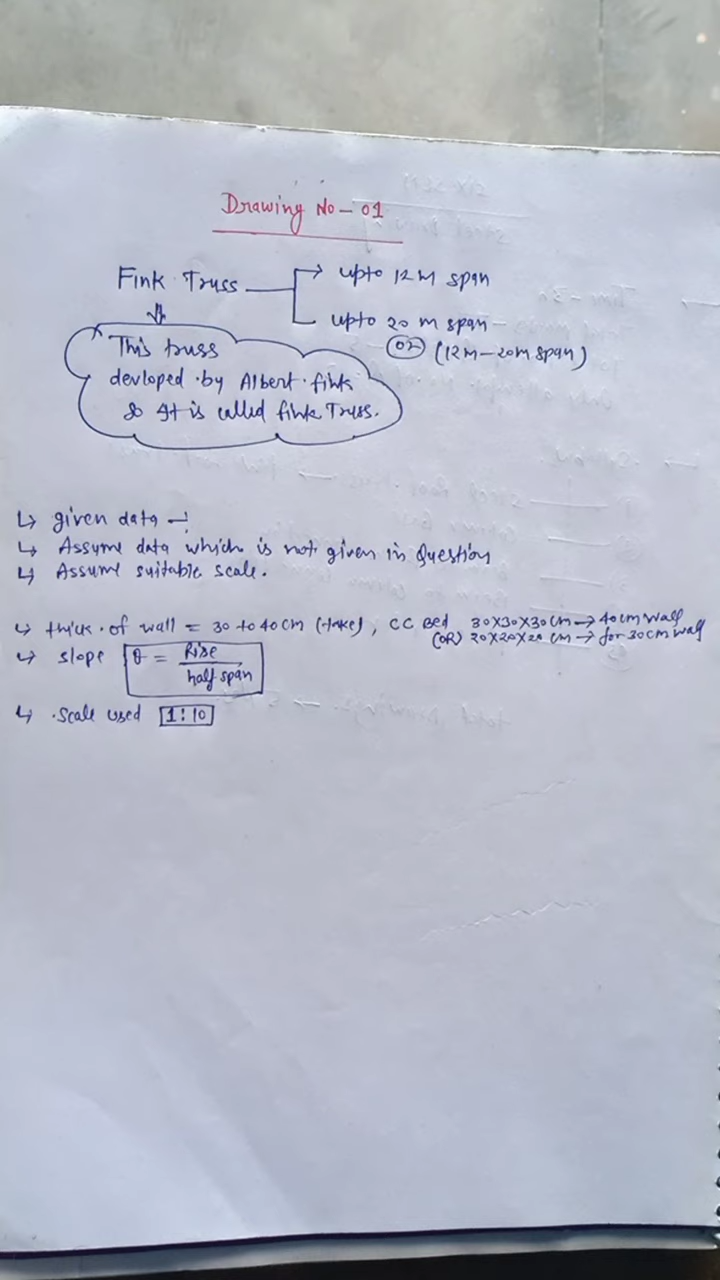 Drawing No - 01
Fink Truss → upto 12 M span
upto 20 m span -
(OR) (12M - 20m span)
This truss
devloped by Albert fink
So It is called fink Truss.
↳ given data -:
↳ Assume data which is not given in Question
↳ Assume suitable scale.
↳ thick. of wall = 30 to 40 cm (take), CC Bed 30X30X30 cm → 40 cm wall
(OR) 20X20X20 cm → for 30 cm wall
↳ slope θ = Rise / half span
↳ Scale used 1:10